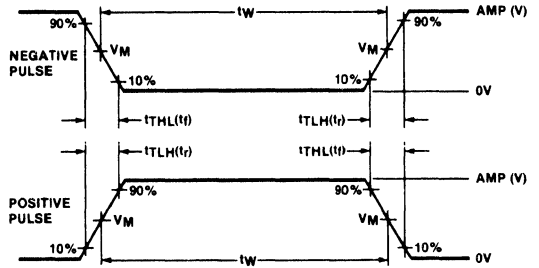 tW
AMP (V)
90%
90%
VM
VM
NEGATIVE
PULSE
10%
10%
0V
tTHL(tf)
tTLH(tr)
tTLH(tr)
tTHL(tf)
AMP (V)
90%
90%
POSITIVE
PULSE
VM
VM
10%
10%
tW
0V